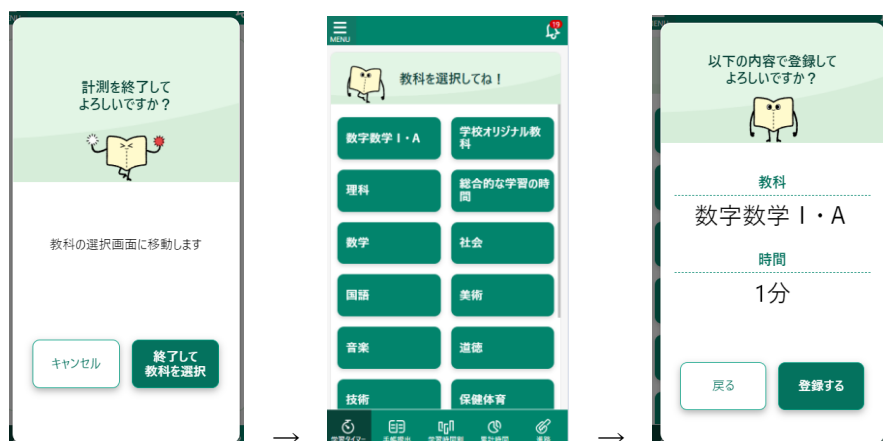 計測を終了して
よろしいですか？
教科の選択画面に移動します
キャンセル
終了して
教科を選択
→
MENU
19
教科を選択してね！
数字数学Ⅰ・A
学校オリジナル教
科
理科
総合的な学習の時
間
数学
社会
国語
美術
音楽
道徳
技術
保健体育
学習タイマー
→
以下の内容で登録して
よろしいですか？
教科
数字数学Ⅰ・A
時間
1分
戻る
登録する